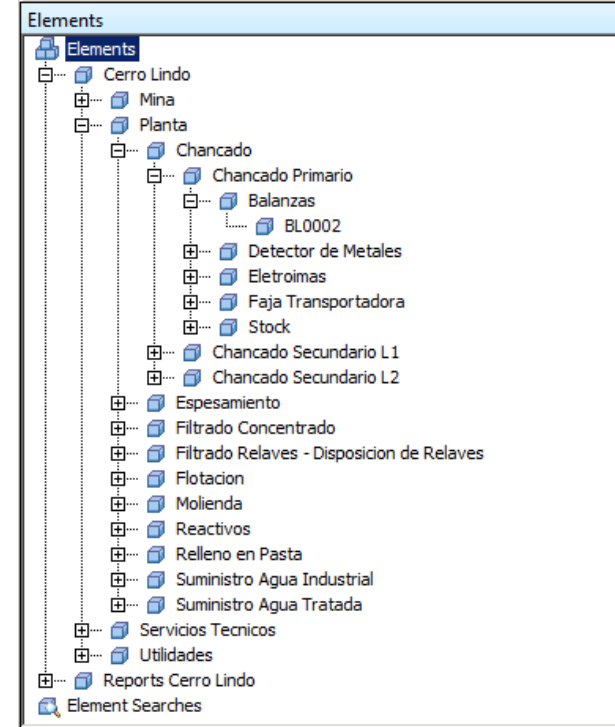 Elements
Elements
Cerro Lindo
Mina
Planta
Chancado
Chancado Primario
Balanzas
BL0002
Detector de Metales
Eletroimas
Faja Transportadora
Stock
Chancado Secundario L1
Chancado Secundario L2
Espesamiento
Filtrado Concentrado
Filtrado Relaves - Disposicion de Relaves
Flotacion
Molienda
Reactivos
Relleno en Pasta
Suministro Agua Industrial
Suministro Agua Tratada
Servicios Tecnicos
Utilidades
Reports Cerro Lindo
Element Searches